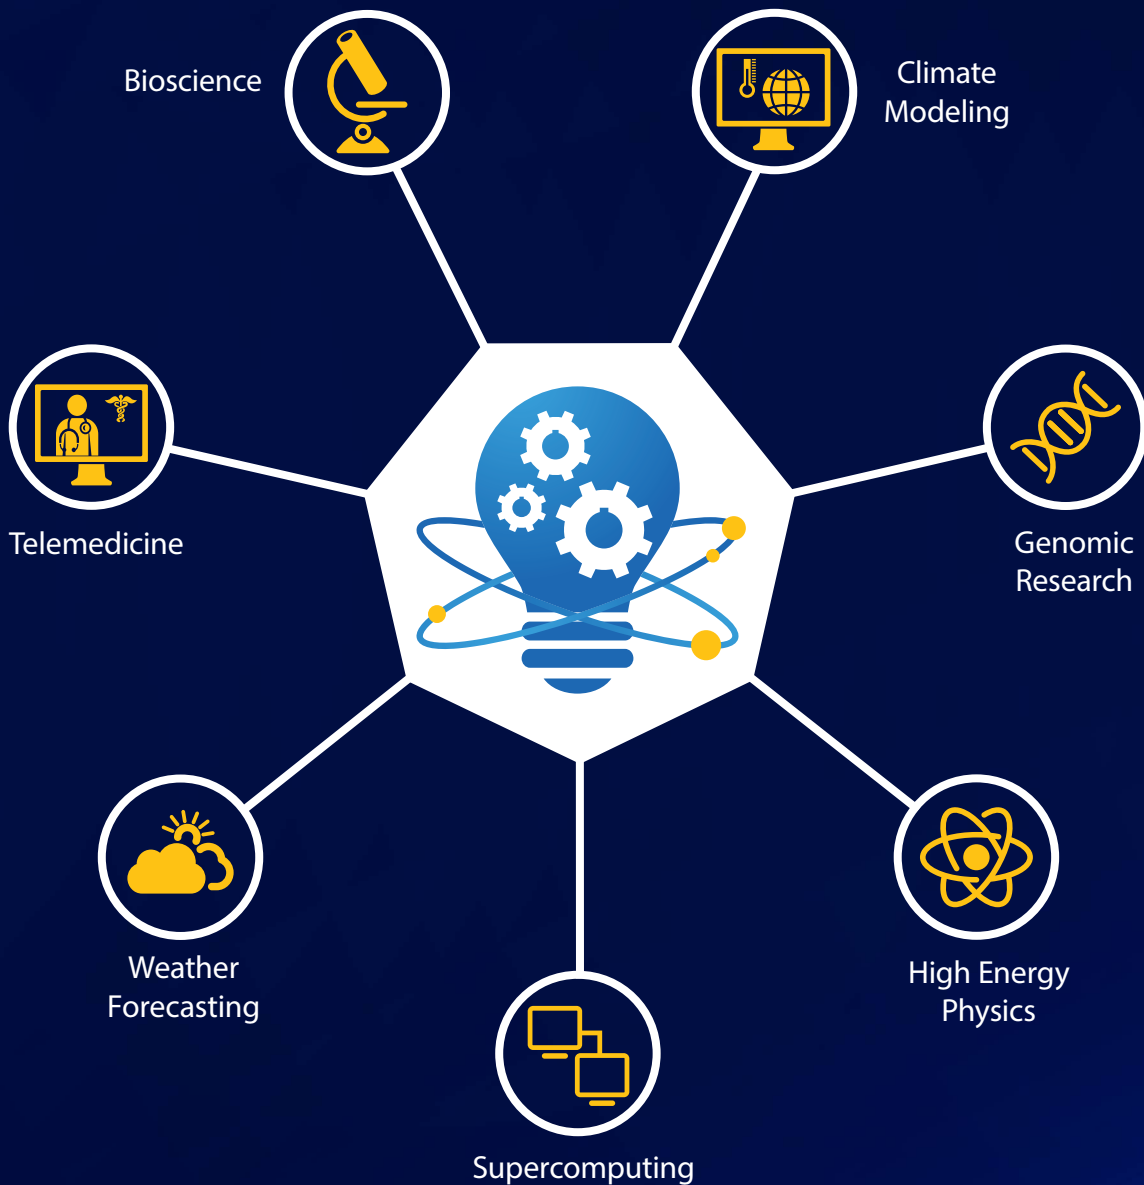 Bioscience
Climate
Modeling
Telemedicine
Genomic
Research
Weather
Forecasting
High Energy
Physics
Supercomputing